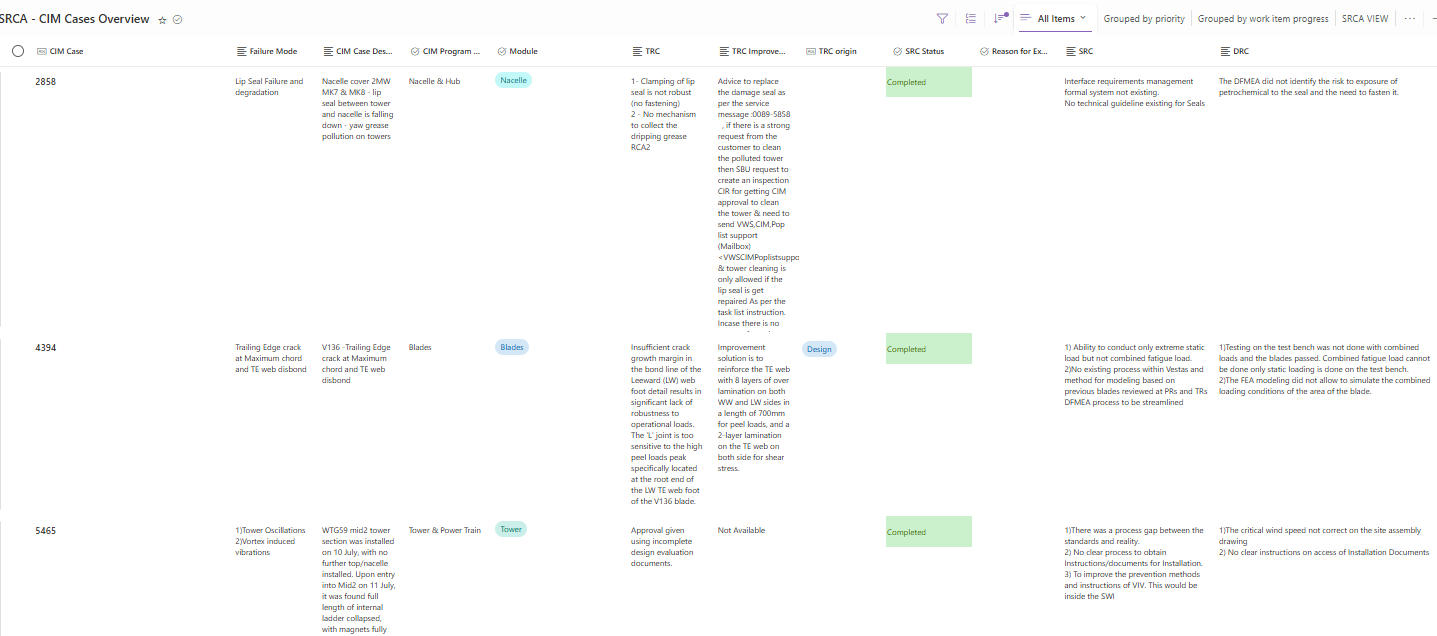 SRCA - CIM Cases Overview
All Items
Grouped by priority
Grouped by work item progress
SRCA VIEW
CIM Case
Failure Mode
CIM Case Des...
CIM Program ...
Module
TRC
TRC Improve...
TRC origin
SRC Status
Reason for Ex...
SRC
DRC
2858
Lip Seal Failure and
degradation
Nacelle cover 2MW
MK7 & MK8 - lip
seal between tower
and nacelle is falling
down - yaw grease
pollution on towers
Nacelle & Hub
Nacelle
1- Clamping of lip
seal is not robust
(no fastening)
2 - No mechanism
to collect the
dripping grease
RCA2
Advice to replace
the damage seal as
per the service
message :0089-5858
, if there is a strong
request from the
customer to clean
the polluted tower
then SBU request to
create an inspection
CIR for getting CIM
approval to clean
the tower & need to
send VWS,CIM,Pop
list support
(Mailbox)
<VWSCIMPoplistsuppo
& tower cleaning is
only allowed if the
lip seal is get
repaired As per the
task list instruction.
Incase there is no
Completed
Interface requirements management
formal system not existing.
No technical guideline existing for Seals
The DFMEA did not identify the risk to exposure of
petrochemical to the seal and the need to fasten it.
4394
Trailing Edge crack
at Maximum chord
and TE web disbond
V136 -Trailing Edge
crack at Maximum
chord and TE web
disbond
Blades
Blades
Insufficient crack
growth margin in
the bond line of the
Leeward (LW) web
foot detail results in
significant lack of
robustness to
operational loads.
The 'L' joint is too
sensitive to the high
peel loads peak
specifically located
at the root end of
the LW TE web foot
of the V136 blade.
Improvement
solution is to
reinforce the TE web
with 8 layers of over
lamination on both
WW and LW sides in
a length of 700mm
for peel loads, and a
2-layer lamination
on the TE web on
both side for shear
stress.
Design
Completed
1) Ability to conduct only extreme static
load but not combined fatigue load.
2)No existing process within Vestas and
method for modeling based on
previous blades reviewed at PRs and TRs
DFMEA process to be streamlined
1)Testing on the test bench was not done with combined
loads and the blades passed. Combined fatigue load cannot
be done only static loading is done on the test bench.
2)The FEA modeling did not allow to simulate the combined
loading conditions of the area of the blade.
5465
1)Tower Oscillations
2)Vortex induced
vibrations
WTG59 mid2 tower
section was installed
on 10 July, with no
further top/nacelle
installed. Upon entry
into Mid2 on 11 July,
it was found full
length of internal
ladder collapsed,
with magnets fully
Tower & Power Train
Tower
Approval given
using incomplete
design evaluation
documents.
Not Available
Completed
1)There was a process gap between the
standards and reality.
2) No clear process to obtain
Instructions/documents for Installation.
3) To improve the prevention methods
and instructions of VIV. This would be
inside the SWI
1)The critical wind speed not correct on the site assembly
drawing
2) No clear instructions on access of Installation Documents